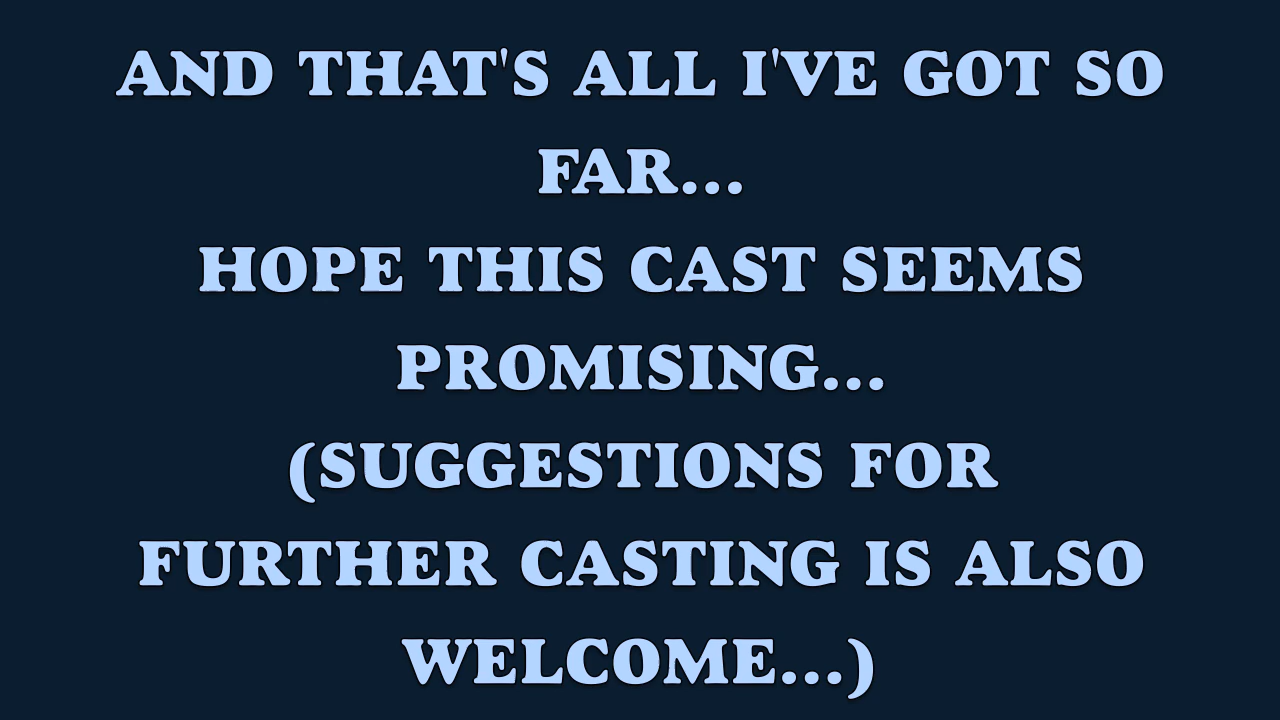 AND THAT'S ALL I'VE GOT SO
FAR...
HOPE THIS CAST SEEMS
PROMISING...
(SUGGESTIONS FOR
FURTHER CASTING IS ALSO
WELCOME...)